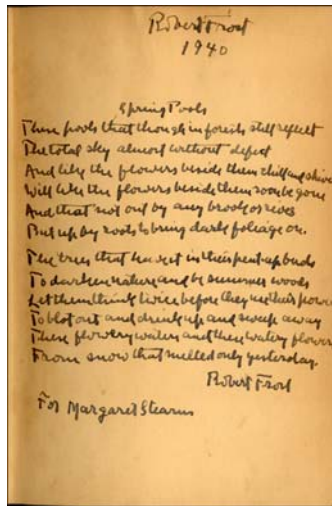 Robert Frost
1940
Spring Pools
These pools that though in forests still reflect
The total sky almost without defect
And like the flowers beside them chill and shiver
Will like the flowers beside them soon be gone
And that not out by any brook or river
But up by roots to bring dark foliage on.
The trees that have it in their pent-up buds
To darken nature and be summer woods
Let them think twice before they use their powers
To blot out and drink up and sweep away
These flowery waters and these watery flowers
From snow that melted only yesterday.
Robert Frost
For Margaret Stearns